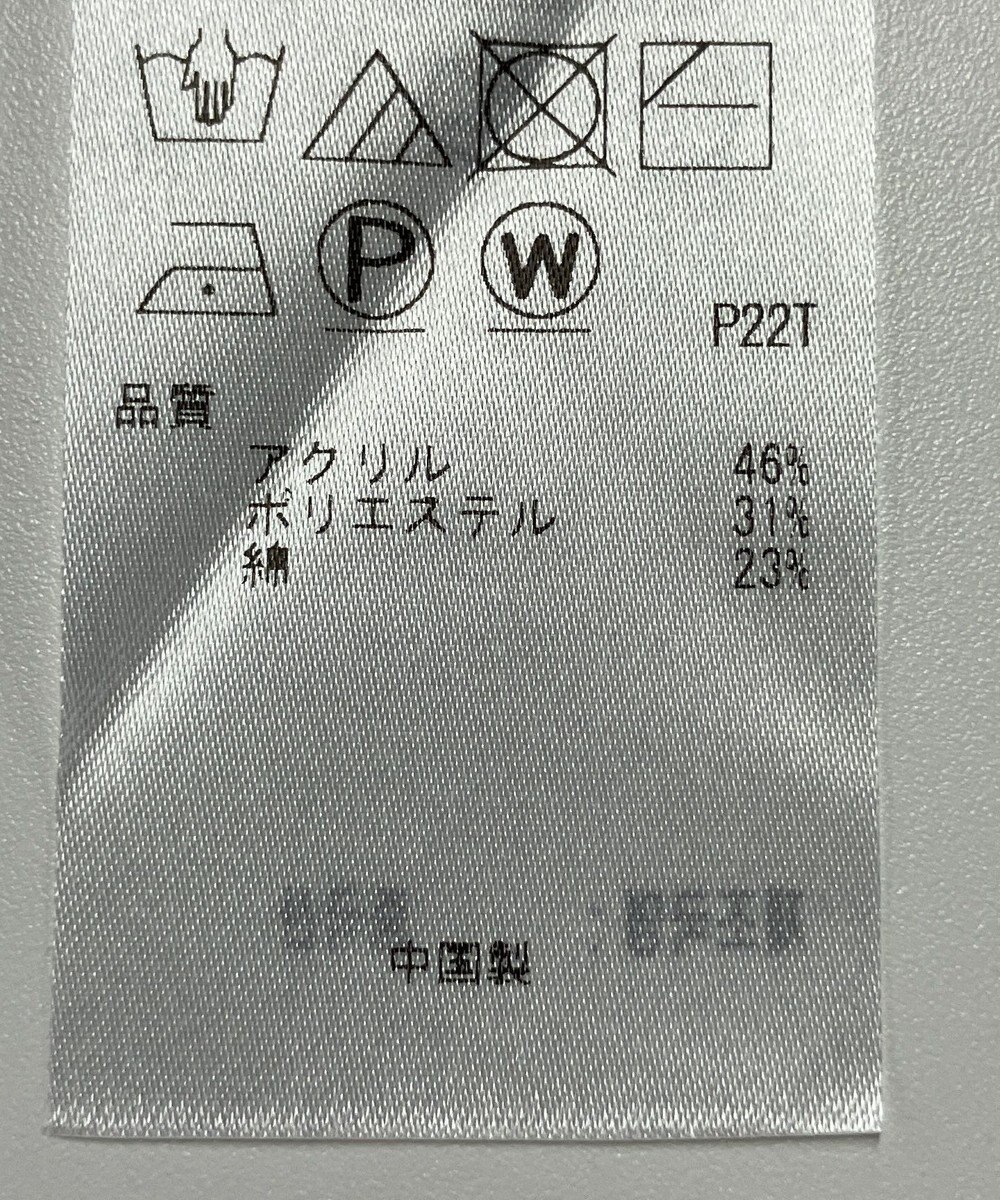 P W
P22T
品質
アクリル 46%
ポリエステル 31%
綿 23%
中国製